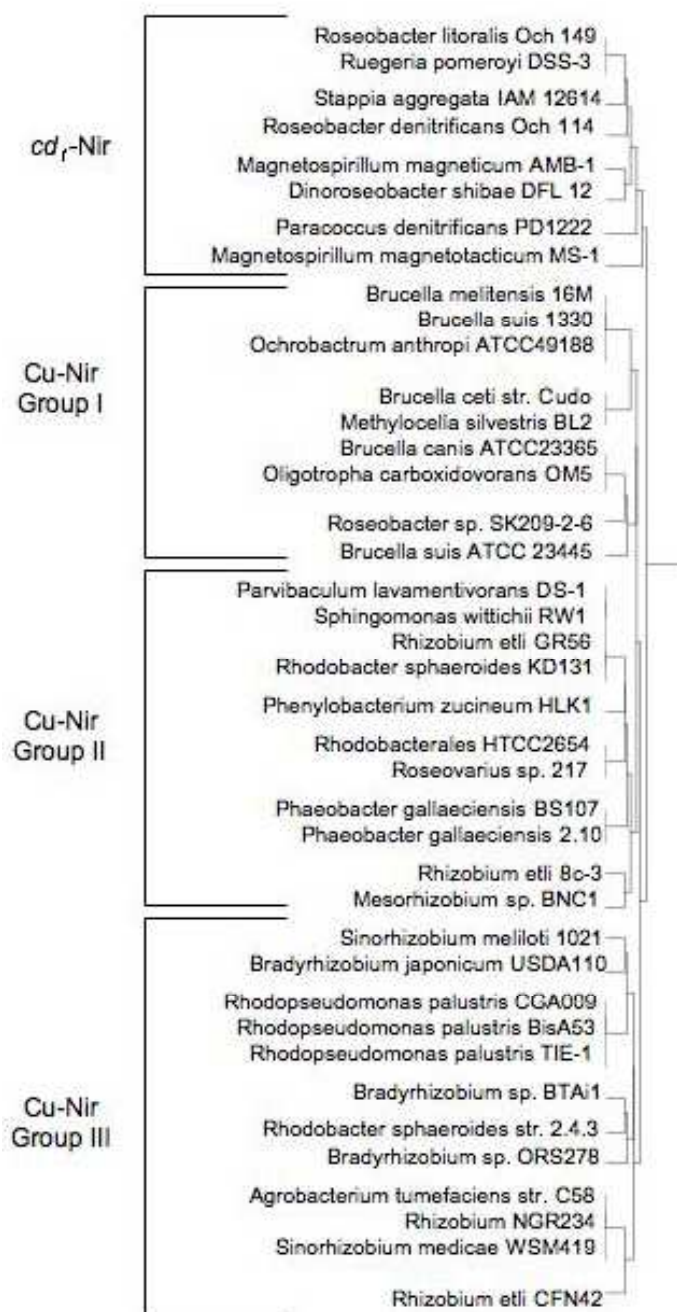 cd1-Nir
Roseobacter litoralis Och 149
Ruegeria pomeroyi DSS-3
Stappia aggregata IAM 12614
Roseobacter denitrificans Och 114
Magnetospirillum magneticum AMB-1
Dinoroseobacter shibae DFL 12
Paracoccus denitrificans PD1222
Magnetospirillum magnetotacticum MS-1
Cu-Nir
Group I
Brucella melitensis 16M
Brucella suis 1330
Ochrobactrum anthropi ATCC49188
Brucella ceti str. Cudo
Methylocelia silvestris BL2
Brucella canis ATCC23365
Oligotropha carboxidovorans OM5
Roseobacter sp. SK209-2-6
Brucella suis ATCC 23445
Cu-Nir
Group II
Parvibaculum lavamentivorans DS-1
Sphingomonas wittichii RW1
Rhizobium etli GR56
Rhodobacter sphaeroides KD131
Phenylobacterium zucineum HLK1
Rhodobacterales HTCC2654
Roseovarius sp. 217
Phaeobacter gallaeciensis BS107
Phaeobacter gallaeciensis 2.10
Rhizobium etli 8c-3
Mesorhizobium sp. BNC1
Cu-Nir
Group III
Sinorhizobium meliloti 1021
Bradyrhizobium japonicum USDA110
Rhodopseudomonas palustris CGA009
Rhodopseudomonas palustris BisA53
Rhodopseudomonas palustris TIE-1
Bradyrhizobium sp. BTAi1
Rhodobacter sphaeroides str. 2.4.3
Bradyrhizobium sp. ORS278
Agrobacterium tumefaciens str. C58
Rhizobium NGR234
Sinorhizobium medicae WSM419
Rhizobium etli CFN42